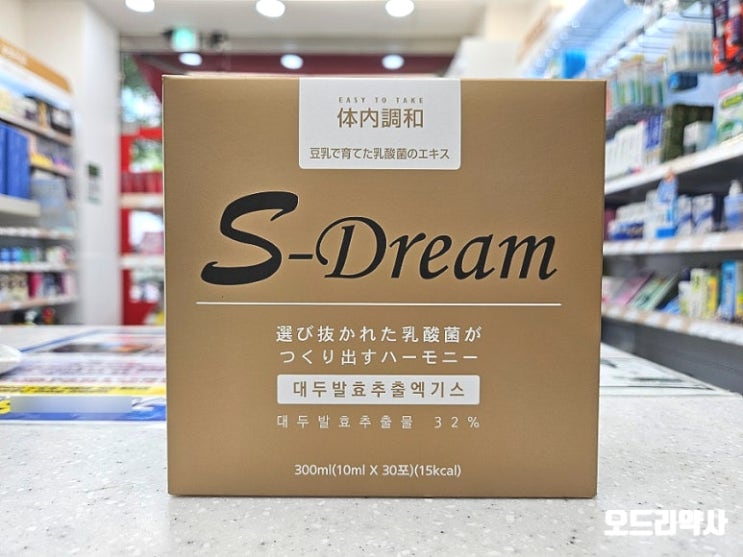 EASY TO TAKE
体内調和
豆乳で育てた乳酸菌のエキス
S-Dream
選び抜かれた乳酸菌が
つくり出すハーモニー
대두발효추출엑기스
대두발효추출물 32%
300ml(10ml X 30포)(15kcal)
오드리약사